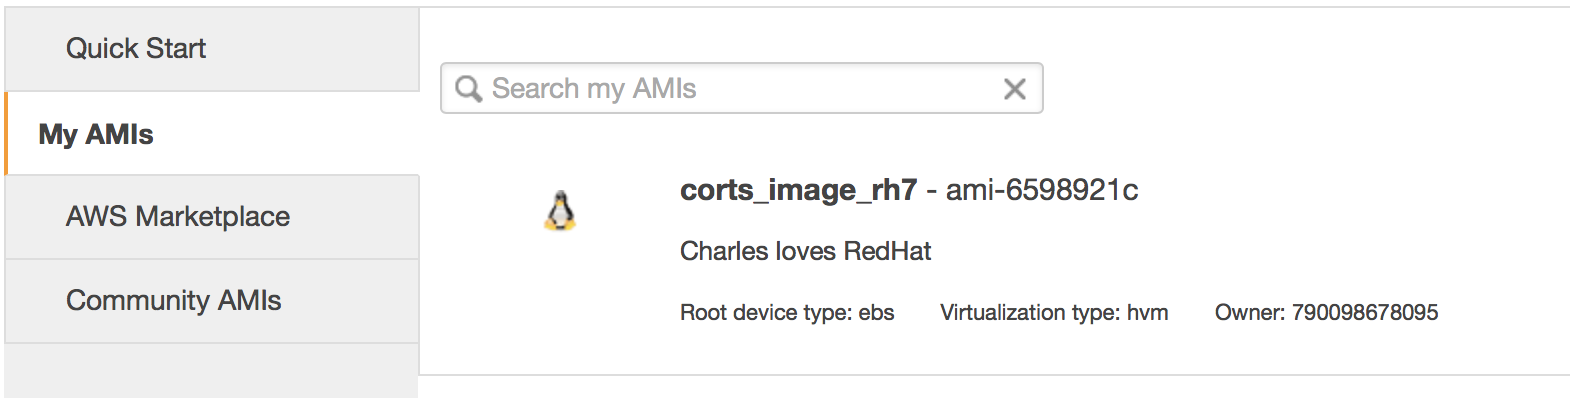 Quick Start
My AMIs
AWS Marketplace
Community AMIs
Search my AMIs
corts_image_rh7 - ami-6598921c
Charles loves RedHat
Root device type: ebs Virtualization type: hvm Owner: 790098678095